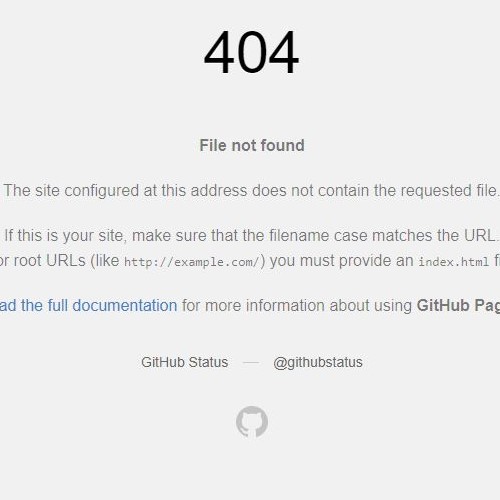 404
File not found
The site configured at this address does not contain the requested file.
If this is your site, make sure that the filename case matches the URL.
or root URLs (like http://example.com/) you must provide an index.html f
ad the full documentation for more information about using GitHub Pag
GitHub Status — @githubstatus